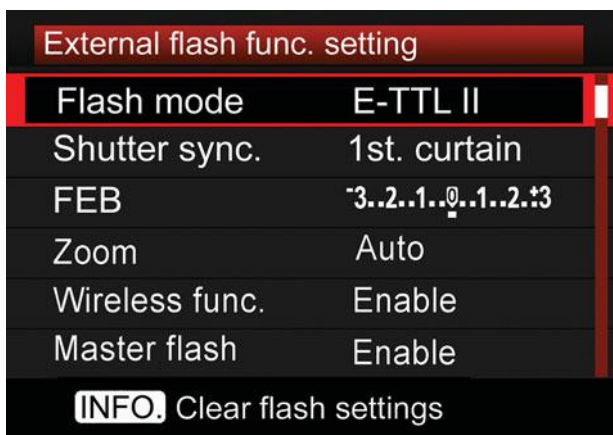 External flash func. setting
Flash mode E-TTL II
Shutter sync. 1st. curtain
FEB -3..2..1..0..1..2.:+3
Zoom Auto
Wireless func. Enable
Master flash Enable
INFO. Clear flash settings